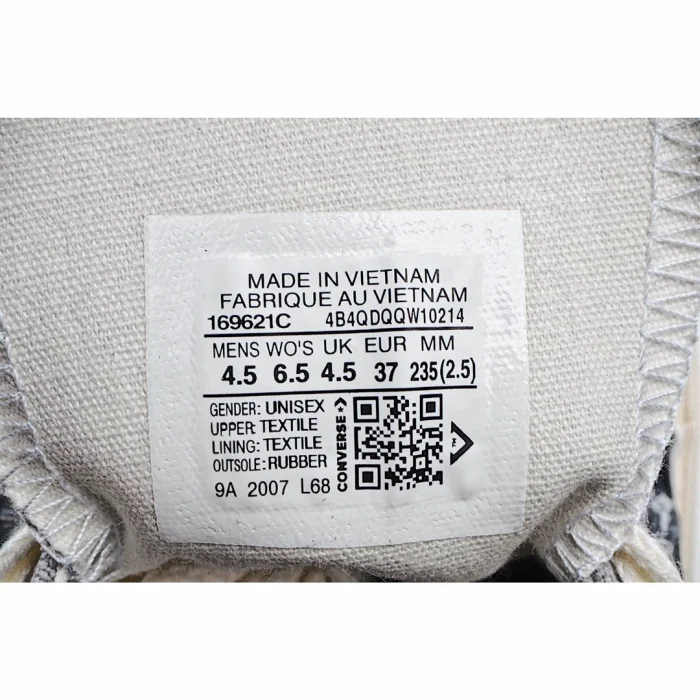 MADE IN VIETNAM
FABRIQUE AU VIETNAM
169621C 4B4QDQQW10214
MENS WO'S UK EUR MM
4.5 6.5 4.5 37 235(2.5)
GENDER: UNISEX
UPPER: TEXTILE
LINING: TEXTILE
OUTSOLE: RUBBER
9A 2007 L68
CONVERSE
TM